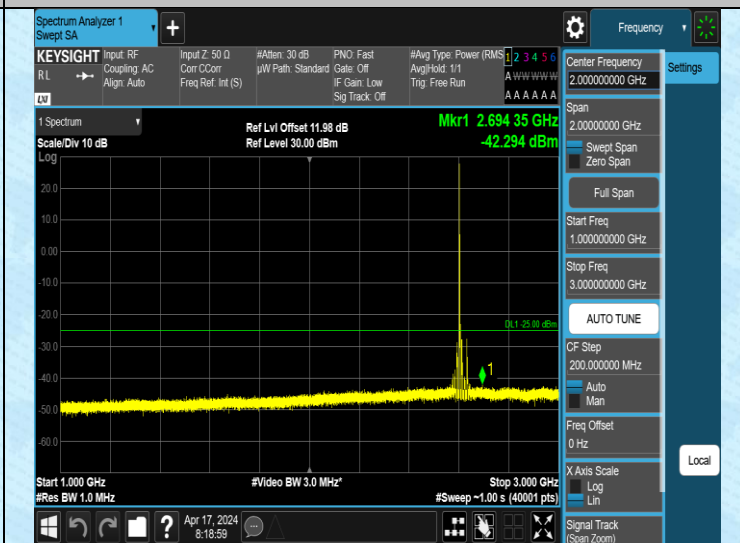 Spectrum Analyzer 1
Swept SA
+
Frequency
KEYSIGHT
RL
LXI
Input: RF
Coupling: AC
Align: Auto
Input Z: 50 Ω
Corr CCorr
Freq Ref: Int (S)
#Atten: 30 dB
µW Path: Standard
PNO: Fast
Gate: Off
IF Gain: Low
Sig Track: Off
#Avg Type: Power (RMS
Avg|Hold: 1/1
Trig: Free Run
1 2 3 4 5 6
A W W W W W
A A A A A A
1 Spectrum
Scale/Div 10 dB
Log
Ref Lvl Offset 11.98 dB
Ref Level 30.00 dBm
Mkr1 2.694 35 GHz
-42.294 dBm
20.0
10.0
0.00
-10.0
-20.0
DL1 -25.00 dBm
-30.0
-40.0
1
-50.0
-60.0
Start 1.000 GHz
#Res BW 1.0 MHz
#Video BW 3.0 MHz*
Stop 3.000 GHz
#Sweep ~1.00 s (40001 pts)
?
Apr 17, 2024
8:18:59
Center Frequency
2.000000000 GHz
Settings
Span
2.00000000 GHz
Swept Span
Zero Span
Full Span
Start Freq
1.000000000 GHz
Stop Freq
3.000000000 GHz
AUTO TUNE
CF Step
200.000000 MHz
Auto
Man
Freq Offset
0 Hz
Local
X Axis Scale
Log
Lin
Signal Track
(Span Zoom)